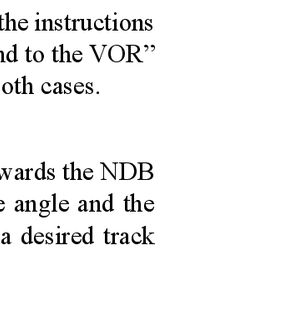 the instructions
nd to the VOR”
oth cases.
wards the NDB
e angle and the
a desired track